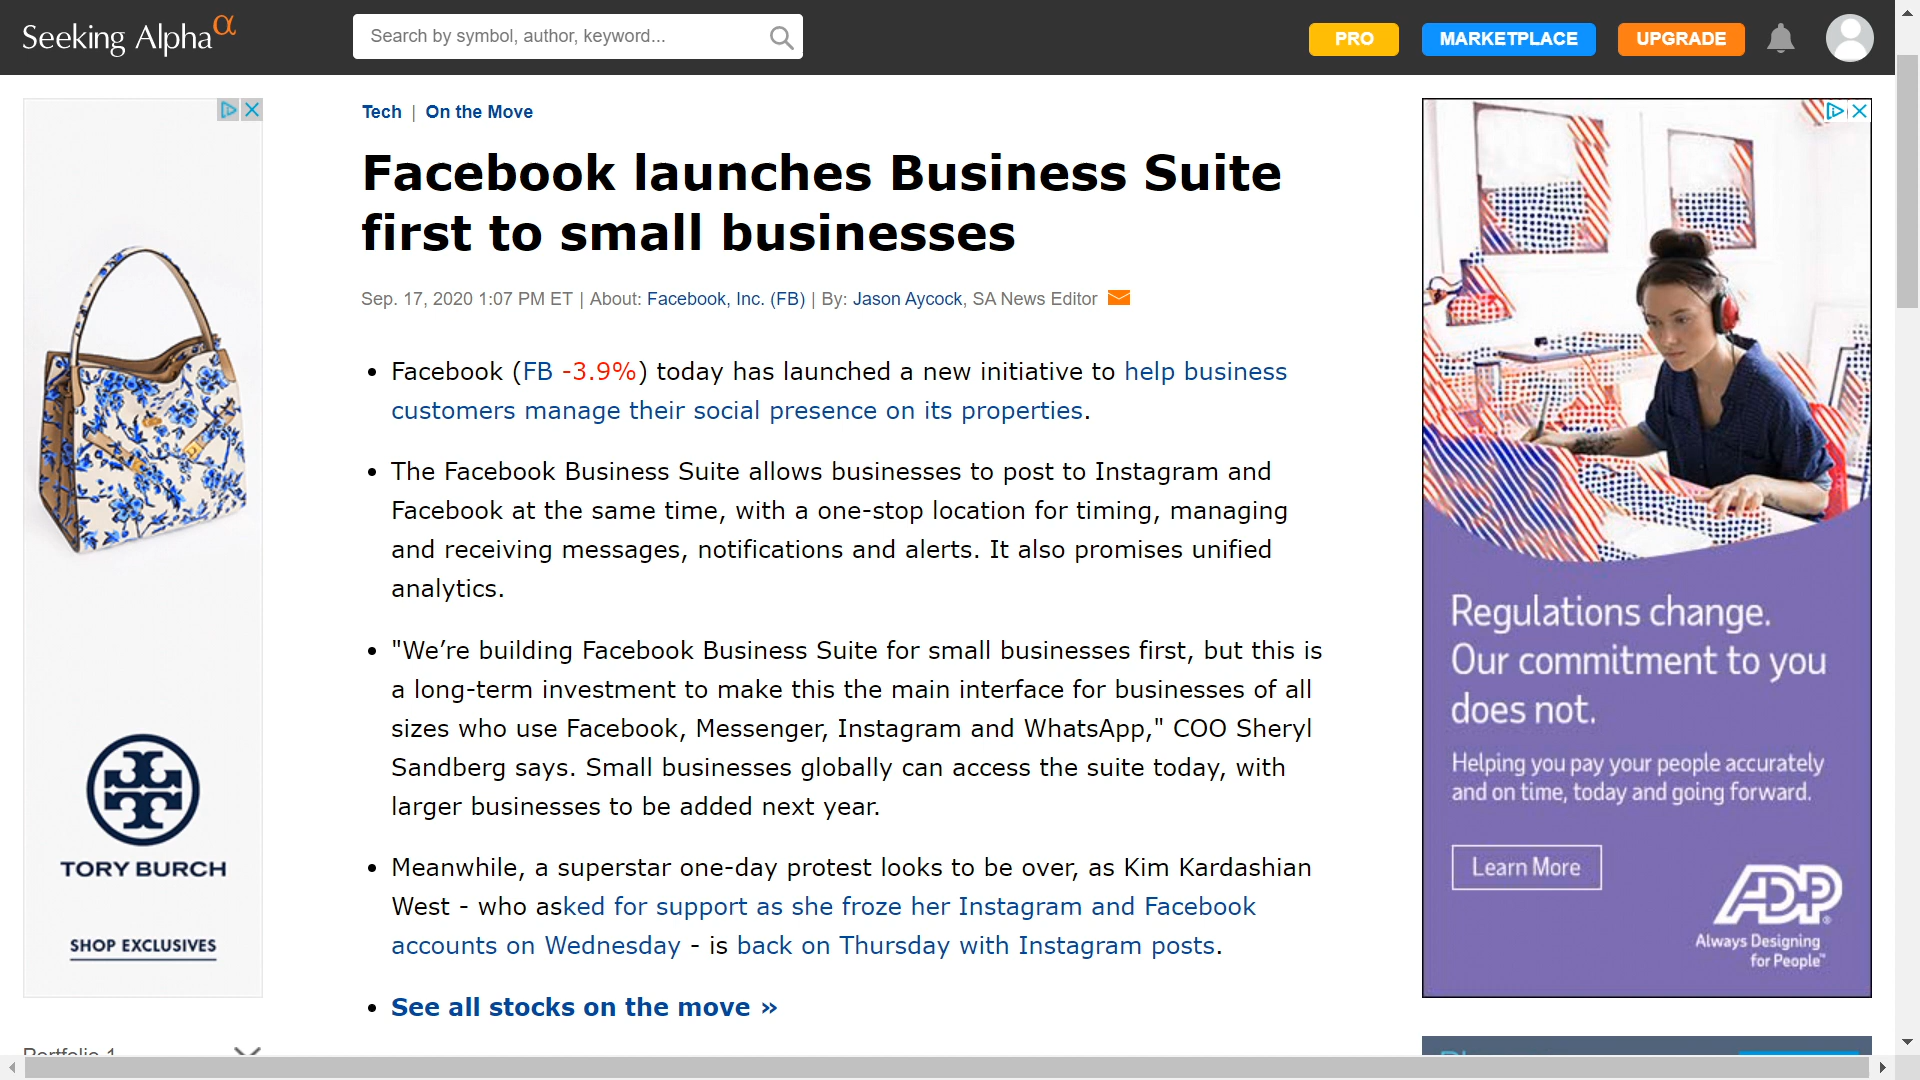 Seeking Alpha α
Search by symbol, author, keyword...
PRO
MARKETPLACE
UPGRADE
Tech | On the Move
Facebook launches Business Suite
first to small businesses
Sep. 17, 2020 1:07 PM ET | About: Facebook, Inc. (FB) | By: Jason Aycock, SA News Editor
• Facebook (FB -3.9%) today has launched a new initiative to help business
customers manage their social presence on its properties.
• The Facebook Business Suite allows businesses to post to Instagram and
Facebook at the same time, with a one-stop location for timing, managing
and receiving messages, notifications and alerts. It also promises unified
analytics.
• "We’re building Facebook Business Suite for small businesses first, but this is
a long-term investment to make this the main interface for businesses of all
sizes who use Facebook, Messenger, Instagram and WhatsApp," COO Sheryl
Sandberg says. Small businesses globally can access the suite today, with
larger businesses to be added next year.
• Meanwhile, a superstar one-day protest looks to be over, as Kim Kardashian
West - who asked for support as she froze her Instagram and Facebook
accounts on Wednesday - is back on Thursday with Instagram posts.
• See all stocks on the move »
TORY BURCH
SHOP EXCLUSIVES
Portfolio 1
Regulations change.
Our commitment to you
does not.
Helping you pay your people accurately
and on time, today and going forward.
Learn More
ADP®
Always Designing
for People™